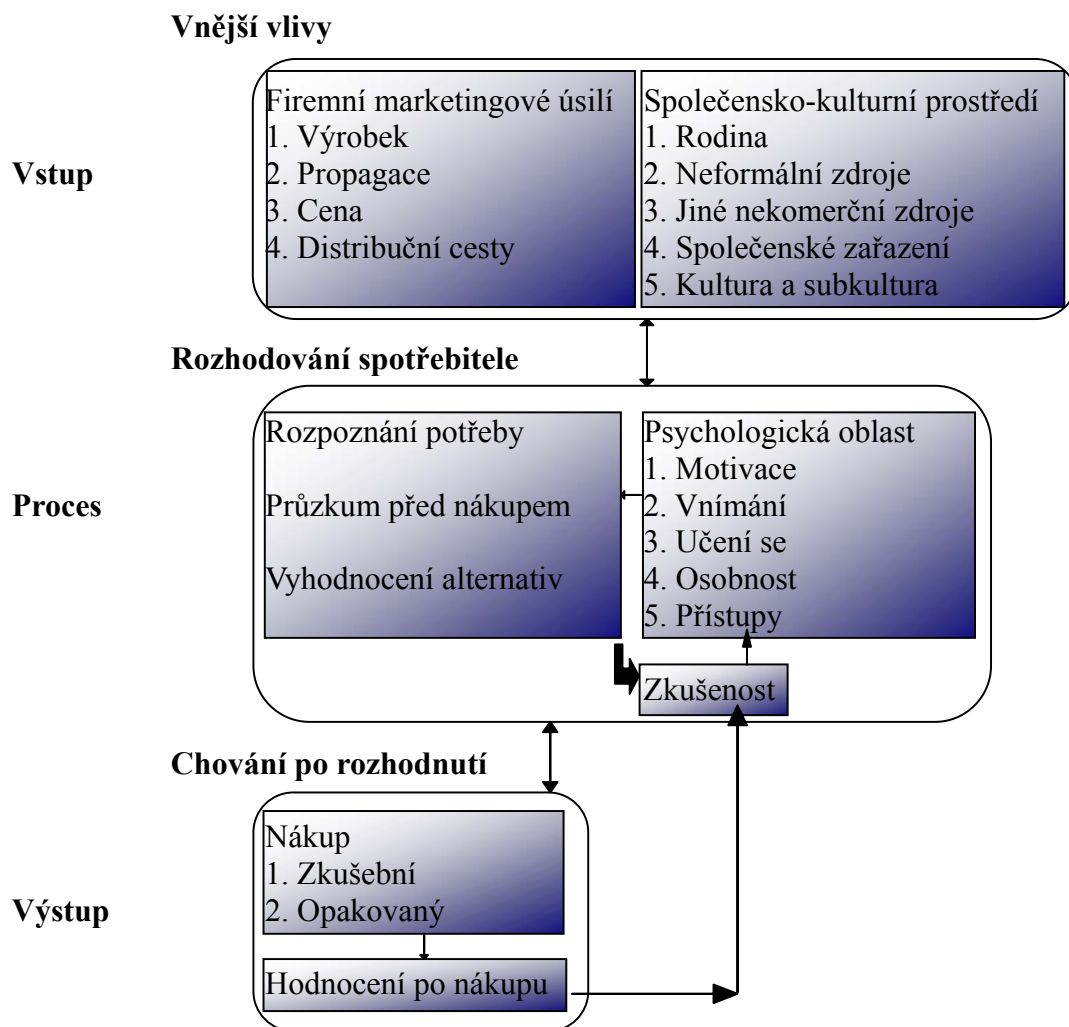 Vnější vlivy
Vstup
Firemní marketingové úsilí
1. Výrobek
2. Propagace
3. Cena
4. Distribuční cesty
Společensko-kulturní prostředí
1. Rodina
2. Neformální zdroje
3. Jiné nekomerční zdroje
4. Společenské zařazení
5. Kultura a subkultura
Rozhodování spotřebitele
Proces
Rozpoznání potřeby
Průzkum před nákupem
Vyhodnocení alternativ
Psychologická oblast
1. Motivace
2. Vnímání
3. Učení se
4. Osobnost
5. Přístupy
Zkušenost
Chování po rozhodnutí
Výstup
Nákup
1. Zkušební
2. Opakovaný
Hodnocení po nákupu